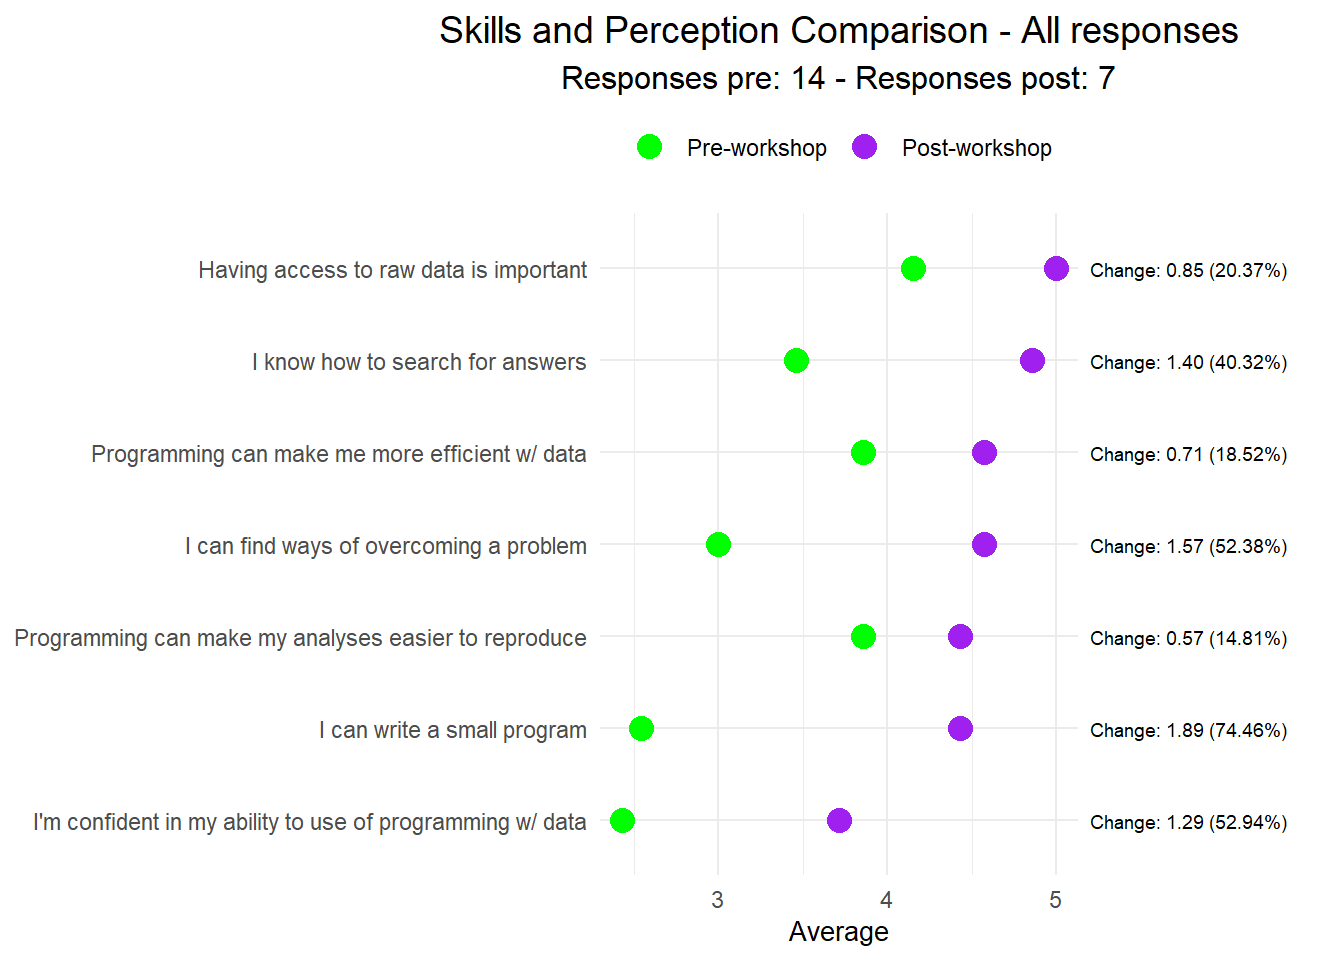 Skills and Perception Comparison - All responses
Responses pre: 14 - Responses post: 7
Pre-workshop Post-workshop
Having access to raw data is important Change: 0.85 (20.37%)
I know how to search for answers Change: 1.40 (40.32%)
Programming can make me more efficient w/ data Change: 0.71 (18.52%)
I can find ways of overcoming a problem Change: 1.57 (52.38%)
Programming can make my analyses easier to reproduce Change: 0.57 (14.81%)
I can write a small program Change: 1.89 (74.46%)
I'm confident in my ability to use of programming w/ data Change: 1.29 (52.94%)
3 4 5
Average